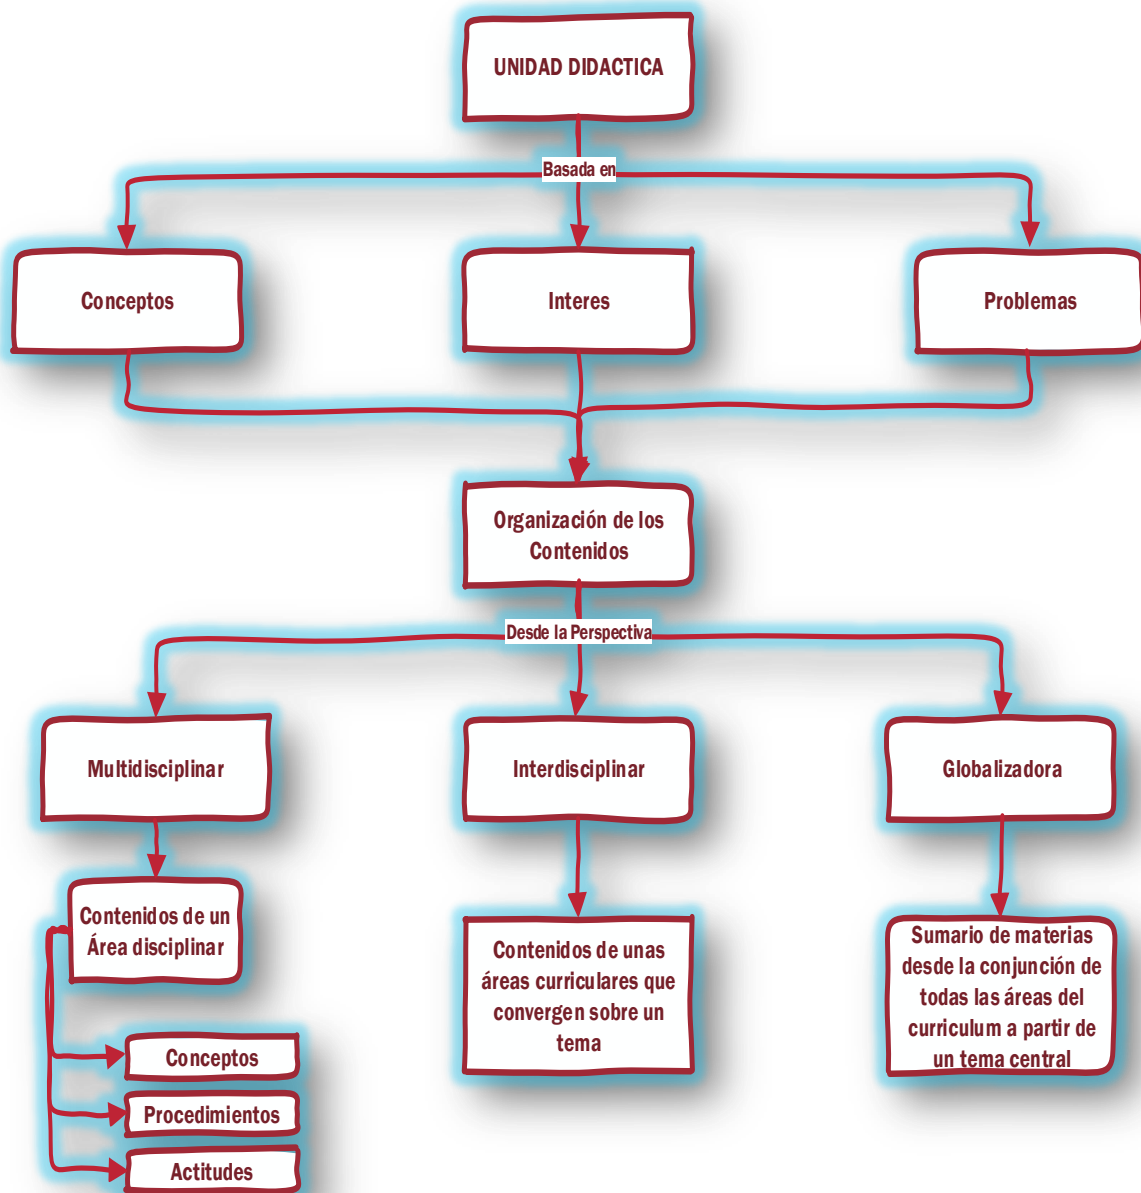 UNIDAD DIDACTICA
Basada en
Conceptos
Interes
Problemas
Organización de los
Contenidos
Desde la Perspectiva
Multidisciplinar
Interdisciplinar
Globalizadora
Contenidos de un
Área disciplinar
Contenidos de unas
áreas curriculares que
convergen sobre un
tema
Sumario de materias
desde la conjunción de
todas las áreas del
curriculum a partir de
un tema central
Conceptos
Procedimientos
Actitudes